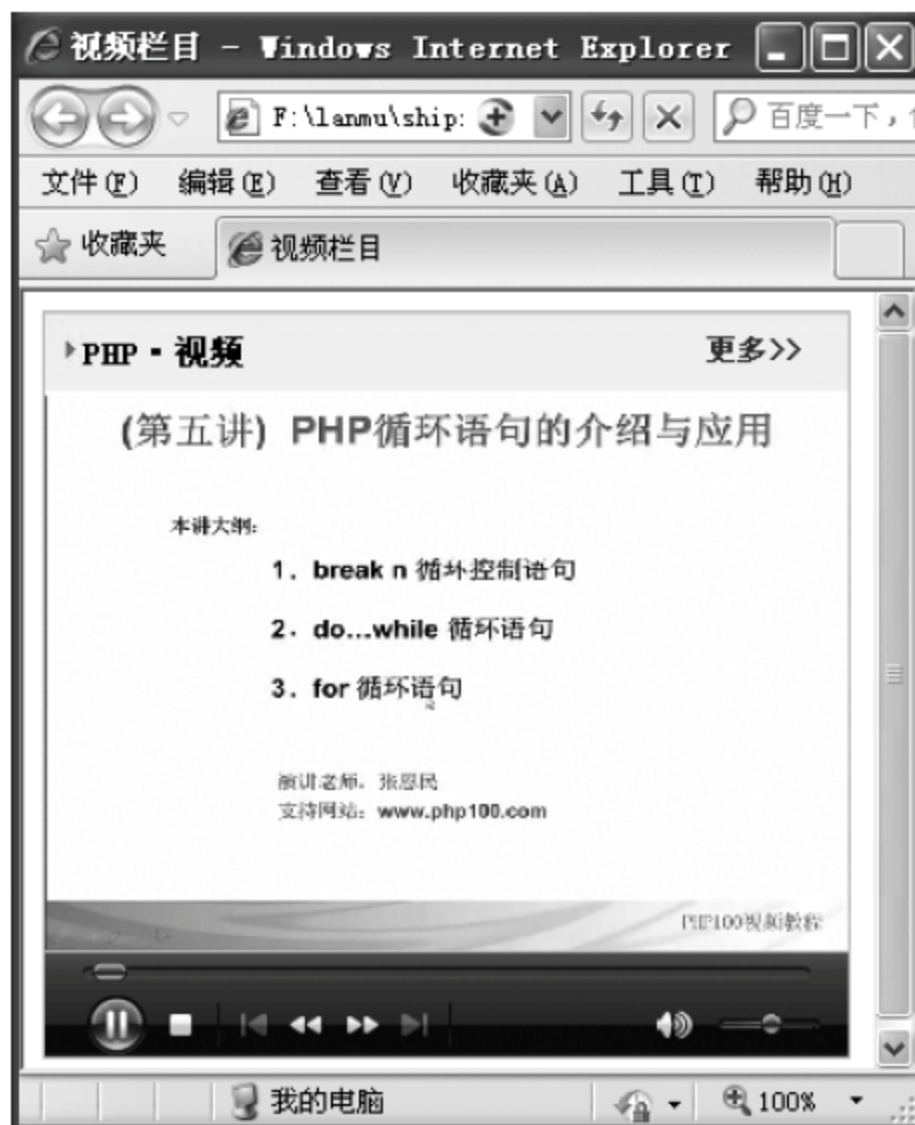 视频栏目 - Windows Internet Explorer
F:\lanmu\ship: 百度一下，
文件(F) 编辑(E) 查看(V) 收藏夹(A) 工具(T) 帮助(H)
收藏夹 视频栏目
PHP·视频 更多>>
(第五讲) PHP循环语句的介绍与应用
本讲大纲：
1. break n 循环控制语句
2. do...while 循环语句
3. for 循环语句
演讲老师：张恩民
支持网站：www.php100.com
PHP100视频教程
我的电脑 100%